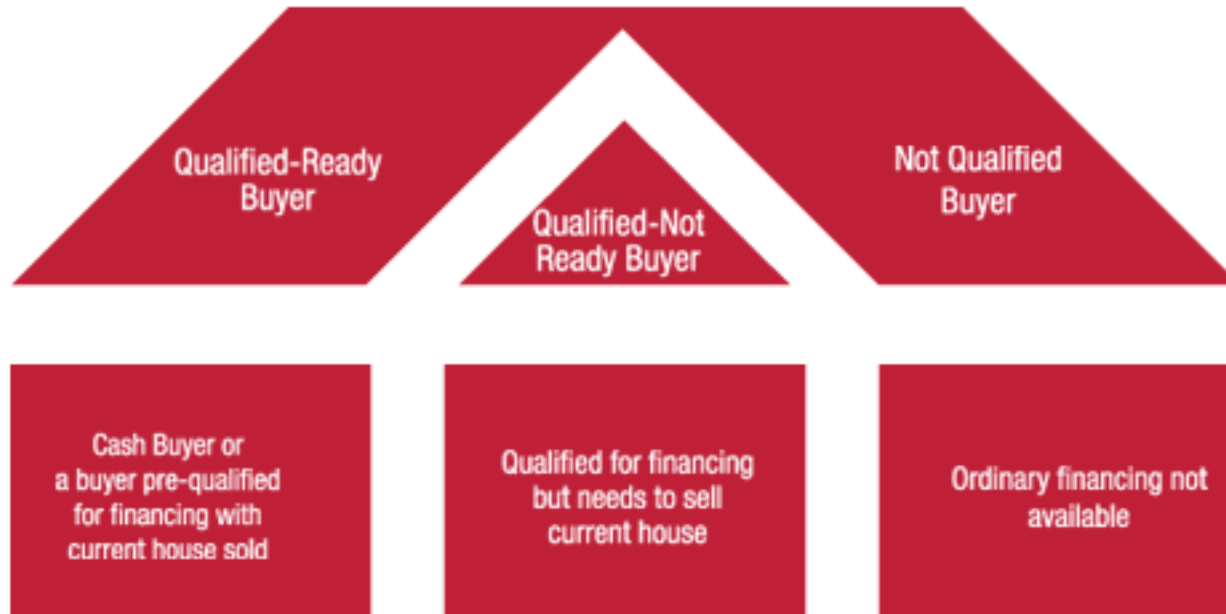 Qualified-Ready
Buyer
Qualified-Not
Ready Buyer
Not Qualified
Buyer
Cash Buyer or
a buyer pre-qualified
for financing with
current house sold
Qualified for financing
but needs to sell
current house
Ordinary financing not
available